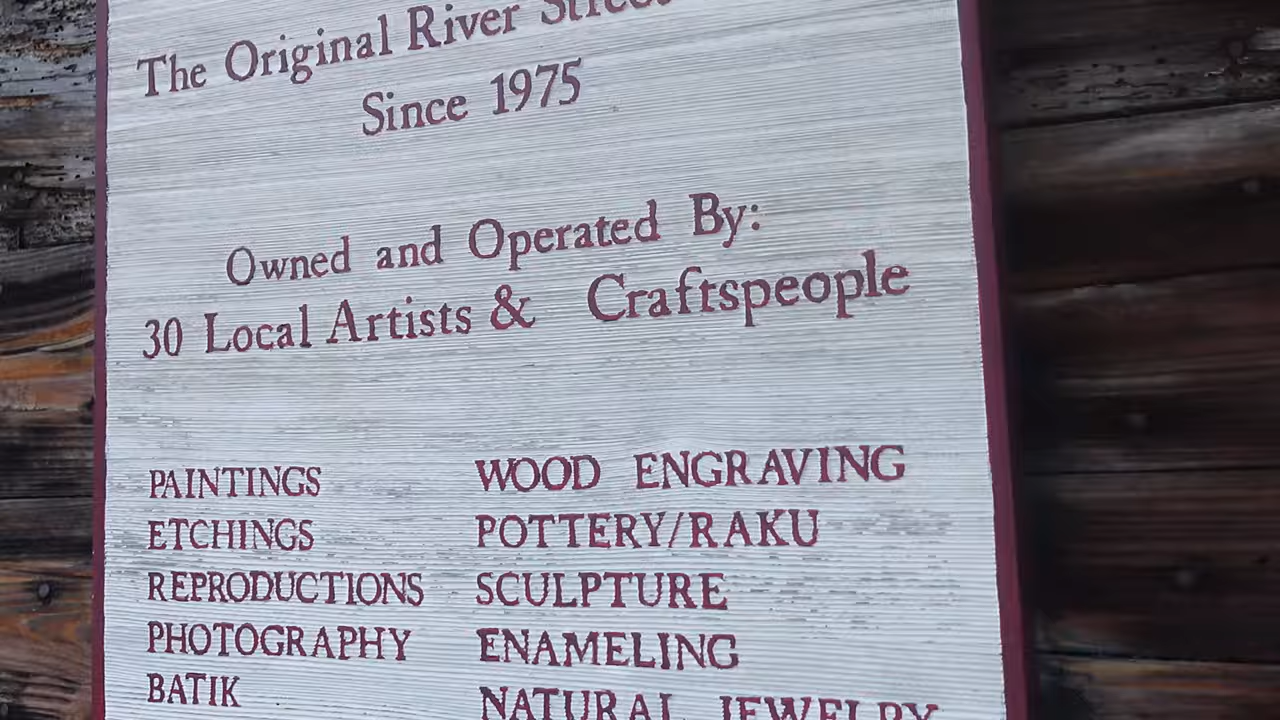 The Original River Street
Since 1975
Owned and Operated By:
30 Local Artists & Craftspeople
PAINTINGS WOOD ENGRAVING
ETCHINGS POTTERY/RAKU
REPRODUCTIONS SCULPTURE
PHOTOGRAPHY ENAMELING
BATIK NATURAL JEWELRY